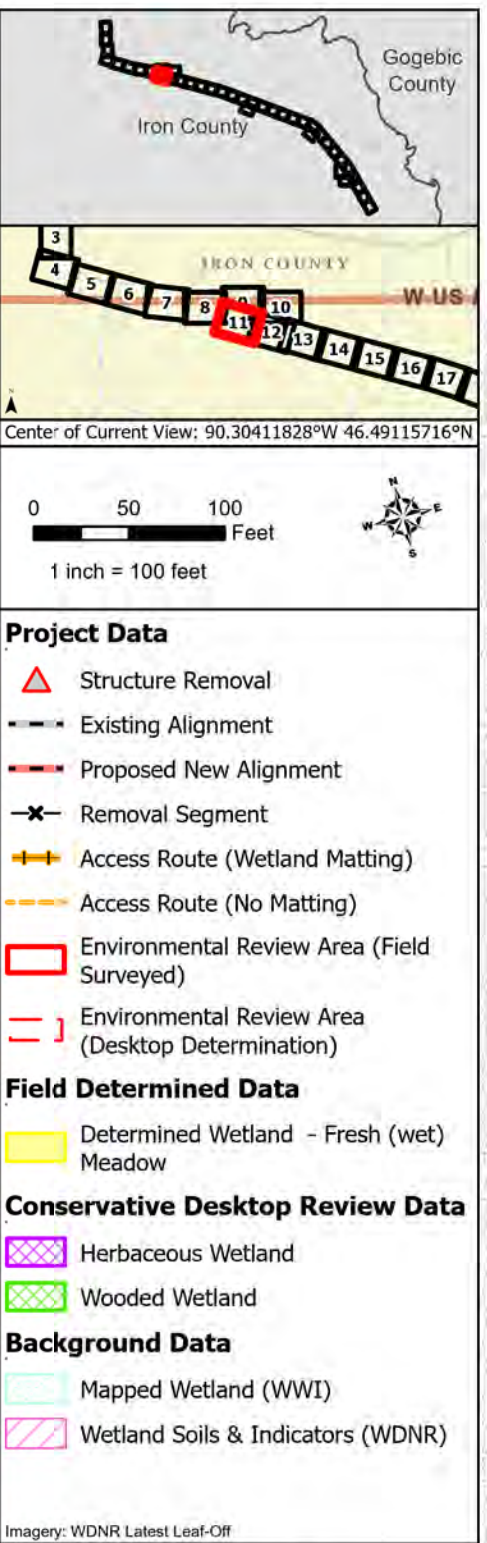 Gogebic
County
Iron County
3
IRON COUNTY
4
5
6
7
8
10
W US
11
12
13
14
15
16
17
N
Center of Current View: 90.30411828°W 46.49115716°N
0 50 100
Feet
1 inch = 100 feet
N
W E
S
Project Data
Structure Removal
Existing Alignment
Proposed New Alignment
Removal Segment
Access Route (Wetland Matting)
Access Route (No Matting)
Environmental Review Area (Field
Surveyed)
Environmental Review Area
(Desktop Determination)
Field Determined Data
Determined Wetland - Fresh (wet)
Meadow
Conservative Desktop Review Data
Herbaceous Wetland
Wooded Wetland
Background Data
Mapped Wetland (WWI)
Wetland Soils & Indicators (WDNR)
Imagery: WDNR Latest Leaf-Off